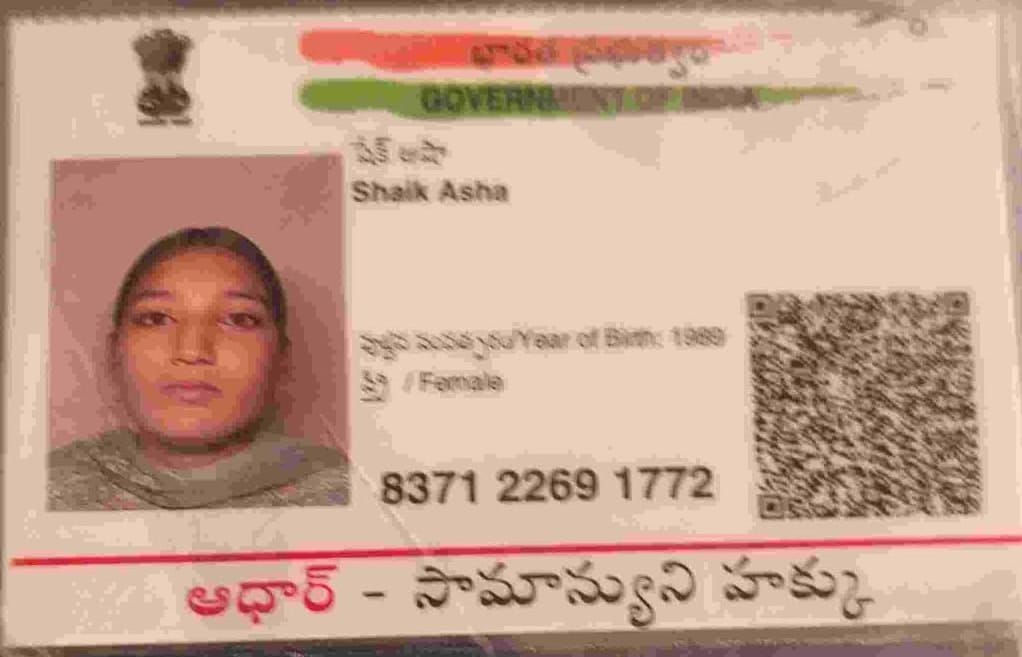 భారత ప్రభుత్వం
GOVERNMENT OF INDIA
షేక్ ఆషా
Shaik Asha
పుట్టిన సంవత్సరం/Year of Birth: 1989
స్త్రీ / Female
8371 2269 1772
ఆధార్ - సామాన్యుని హక్కు